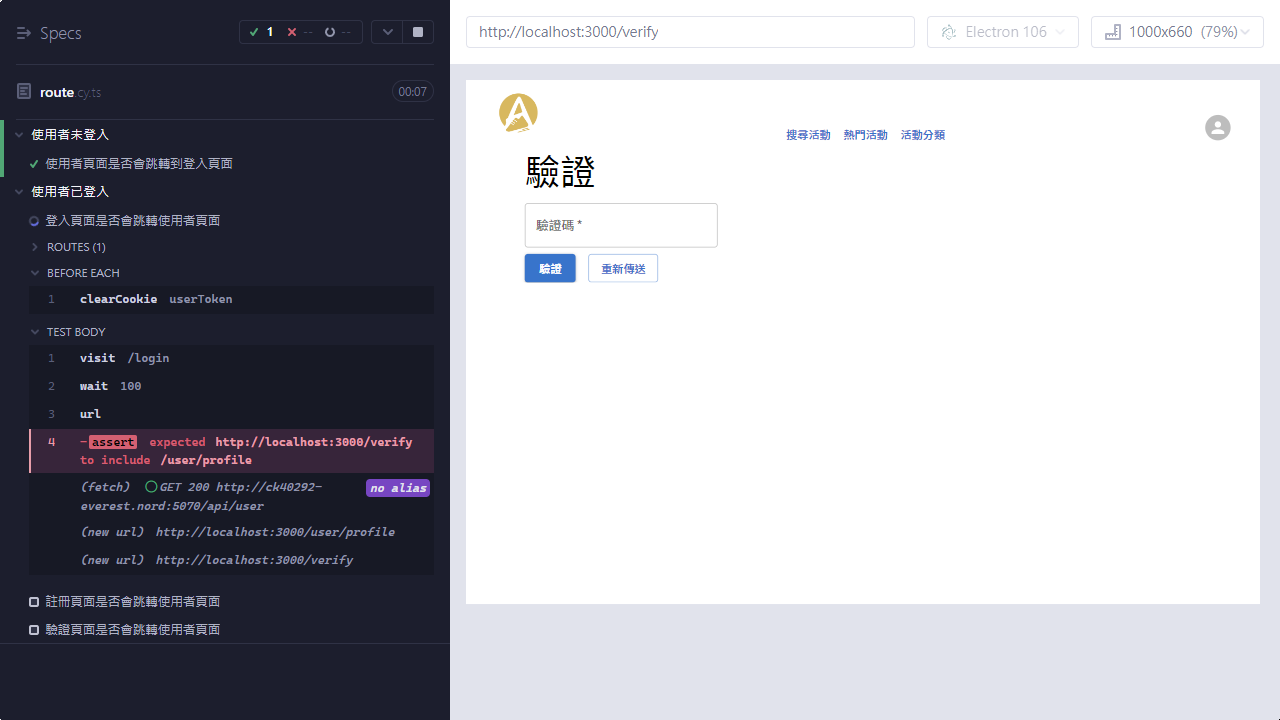 Specs
1 -- --
route.cy.ts
00:07
使用者未登入
使用者頁面是否會跳轉到登入頁面
使用者已登入
登入頁面是否會跳轉使用者頁面
ROUTES (1)
BEFORE EACH
1 clearCookie userToken
TEST BODY
1 visit /login
2 wait 100
3 url
4 -assert expected http://localhost:3000/verify
to include /user/profile
(fetch) GET 200 http://ck40292-
everest.nord:5070/api/user
no alias
(new url) http://localhost:3000/user/profile
(new url) http://localhost:3000/verify
註冊頁面是否會跳轉使用者頁面
驗證頁面是否會跳轉使用者頁面
http://localhost:3000/verify
Electron 106
1000x660 (79%)
搜尋活動 熱門活動 活動分類
驗證
驗證碼 *
驗證
重新傳送